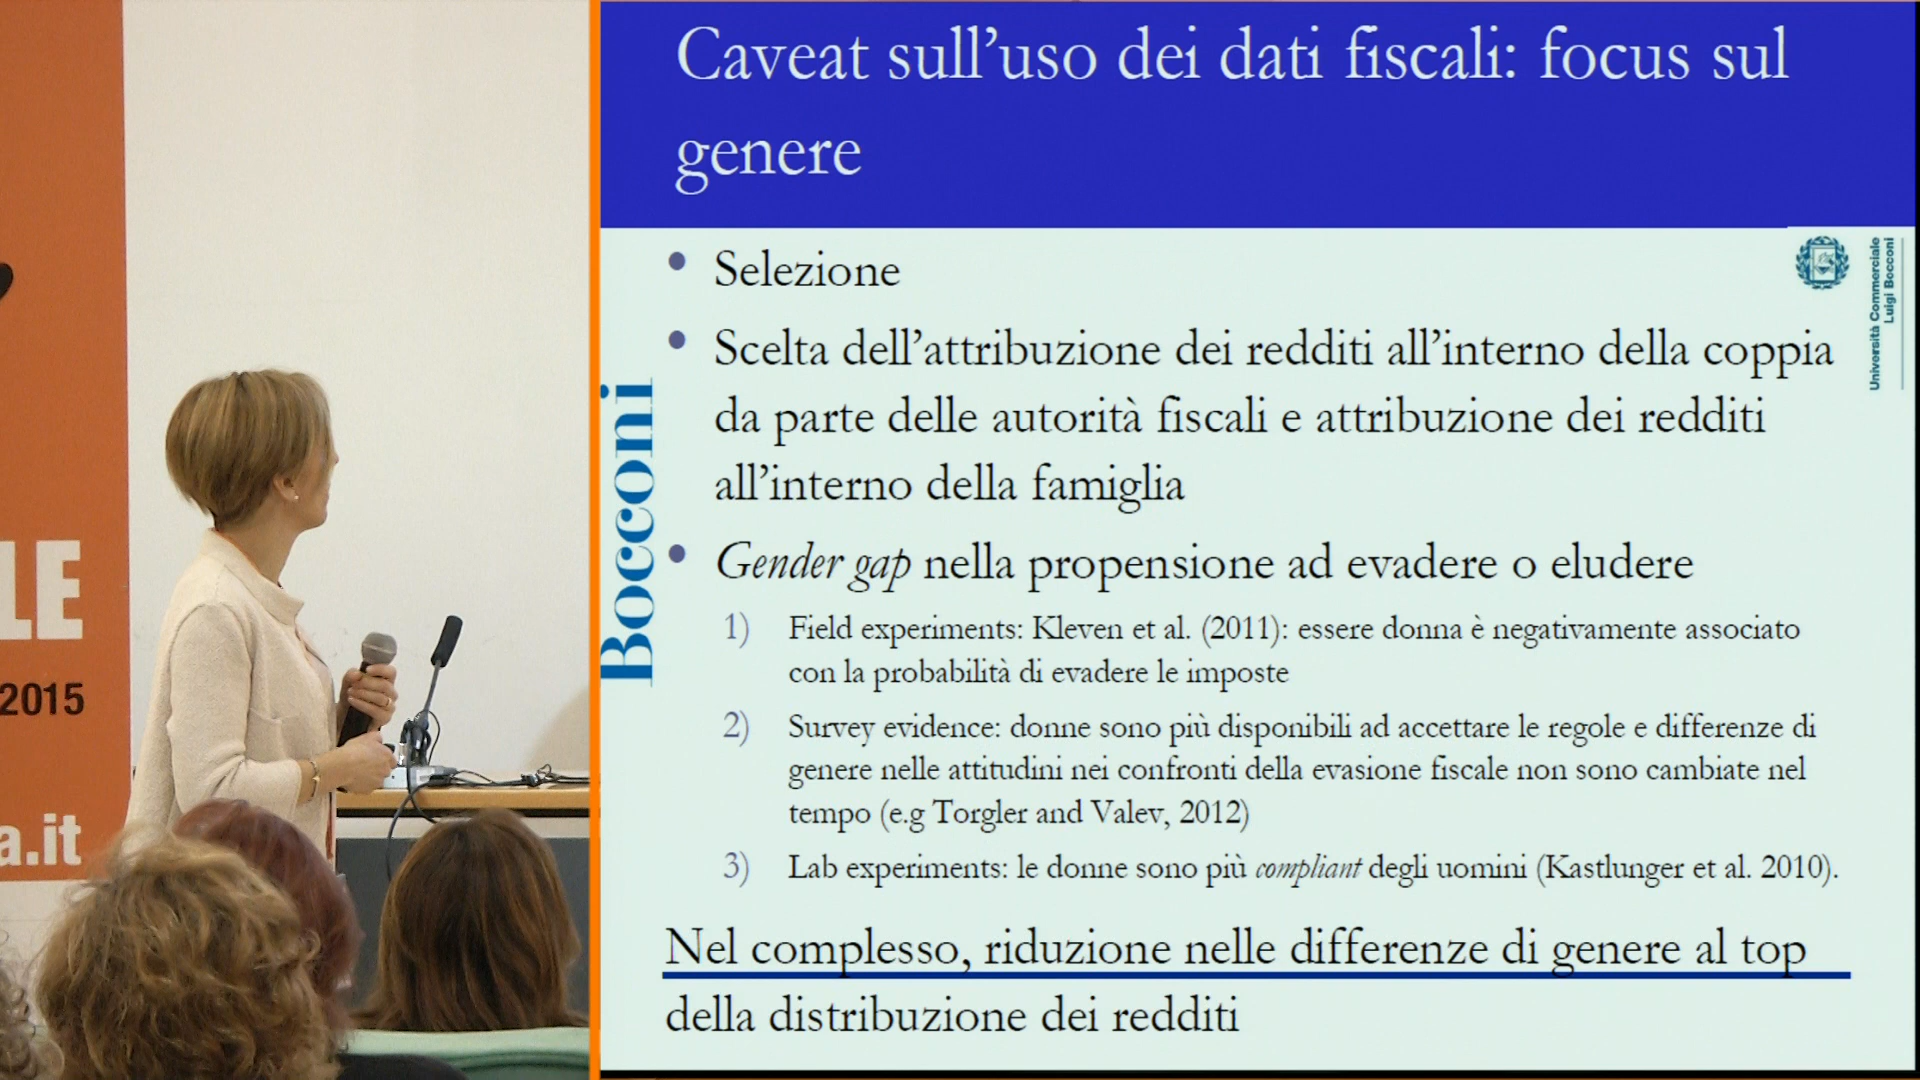 LE
2015
a.it
Caveat sull’uso dei dati fiscali: focus sul
genere
Università Commerciale
Luigi Bocconi
Bocconi
• Selezione
• Scelta dell’attribuzione dei redditi all’interno della coppia
da parte delle autorità fiscali e attribuzione dei redditi
all’interno della famiglia
• Gender gap nella propensione ad evadere o eludere
1) Field experiments: Kleven et al. (2011): essere donna è negativamente associato
con la probabilità di evadere le imposte
2) Survey evidence: donne sono più disponibili ad accettare le regole e differenze di
genere nelle attitudini nei confronti della evasione fiscale non sono cambiate nel
tempo (e.g Torgler and Valev, 2012)
3) Lab experiments: le donne sono più compliant degli uomini (Kastlunger et al. 2010).
Nel complesso, riduzione nelle differenze di genere al top
della distribuzione dei redditi